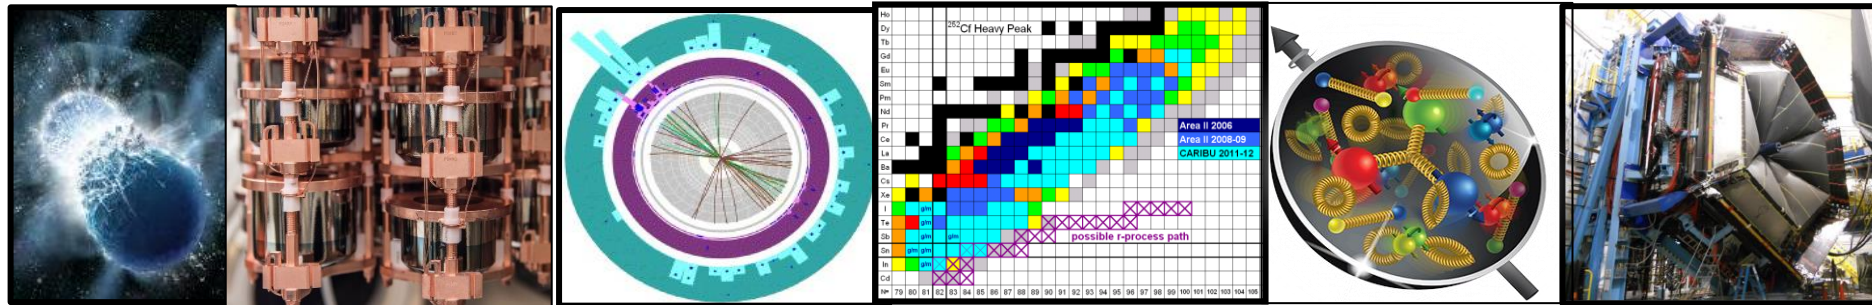 Ho
²⁵²Cf Heavy Peak
Dy
Tb
Gd
Eu
Sm
Pm
Nd
Pr
Area II 2006
Ce
Area II 2008-09
La
CARIBU 2011-12
Ba
Cs
Xe
I
g/m
Te
g/m
Sb
g/m
g/m
possible r-process path
Sn
g/m
g/m
In
g/m
Cd
N= 79 80 81 82 83 84 85 86 87 88 89 90 91 92 93 94 95 96 97 98 99 100 101 102 103 104 105